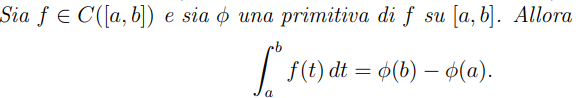 Sia f ∈ C([a, b]) e sia ϕ una primitiva di f su [a, b]. Allora
∫_a^b f(t) dt = ϕ(b) − ϕ(a).